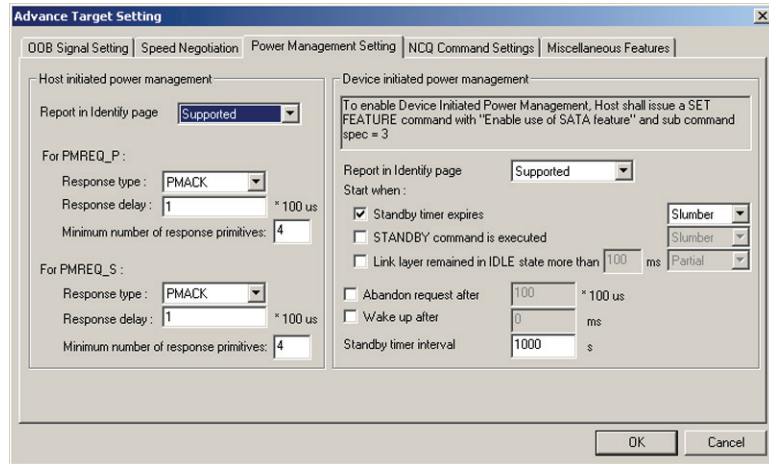 Advance Target Setting
OOB Signal Setting
Speed Negotiation
Power Management Setting
NCQ Command Settings
Miscellaneous Features
Host initiated power management
Report in Identify page Supported
For PMREQ_P :
Response type : PMACK
Response delay : 1 * 100 us
Minimum number of response primitives: 4
For PMREQ_S :
Response type : PMACK
Response delay : 1 * 100 us
Minimum number of response primitives: 4
Device initiated power management
To enable Device Initiated Power Management, Host shall issue a SET
FEATURE command with "Enable use of SATA feature" and sub command
spec = 3
Report in Identify page Supported
Start when :
Standby timer expires Slumber
STANDBY command is executed Slumber
Link layer remained in IDLE state more than 100 ms Partial
Abandon request after 100 * 100 us
Wake up after 0 ms
Standby timer interval 1000 s
OK Cancel